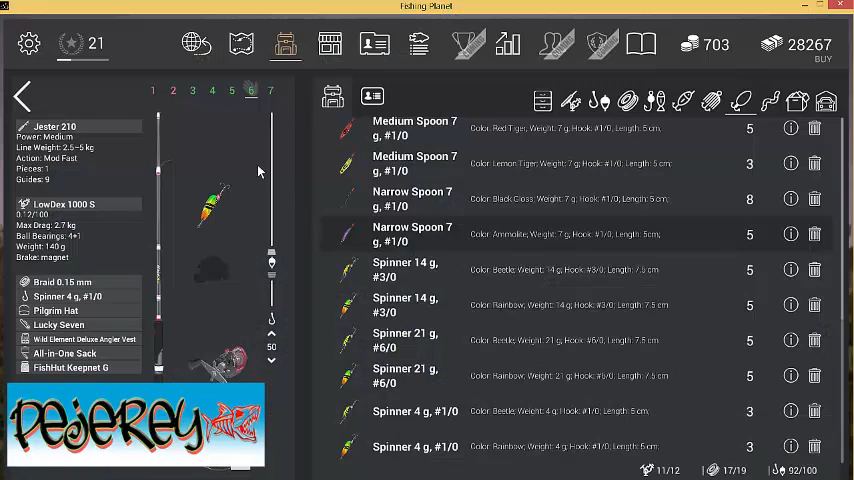 Fishing Planet
21
703
28267
BUY
1 2 3 4 5 6 7
Jester 210
Power: Medium
Line Weight: 2.5–6 kg
Action: Mod Fast
Pieces: 1
Guides: 9
LowDex 1000 S
0.12/100
Max Drag: 2.7 kg
Ball Bearings: 4+1
Weight: 140 g
Brake: magnet
Braid 0.15 mm
Spinner 4 g, #1/0
Pilgrim Hat
Lucky Seven
Wild Element Deluxe Angler Vest
All-in-One Sack
FishHut Keepnet G
50
PEJEREY
Medium Spoon 7 g, #1/0
Color: Red Tiger; Weight: 7 g; Hook: #1/0, Length: 5 cm;
5
Medium Spoon 7 g, #1/0
Color: Lemon Tiger; Weight: 7 g; Hook: #1/0; Length: 5 cm;
3
Narrow Spoon 7 g, #1/0
Color: Black Gloss; Weight: 7 g; Hook: #1/0; Length: 5 cm;
8
Narrow Spoon 7 g, #1/0
Color: Ammolite; Weight: 7 g; Hook: #1/0; Length: 5 cm;
5
Spinner 14 g, #3/0
Color: Beetle; Weight: 14 g; Hook: #3/0; Length: 7.5 cm
5
Spinner 14 g, #3/0
Color: Rainbow; Weight: 14 g; Hook: #3/0; Length: 7.5 cm
5
Spinner 21 g, #6/0
Color: Beetle; Weight: 21 g; Hook: #6/0; Length: 7.5 cm
5
Spinner 21 g, #6/0
Color: Rainbow; Weight: 21 g; Hook: #6/0; Length: 7.5 cm
5
Spinner 4 g, #1/0
Color: Beetle; Weight: 4 g; Hook: #1/0; Length: 5 cm;
3
Spinner 4 g, #1/0
Color: Rainbow; Weight: 4 g; Hook: #1/0; Length: 5 cm;
3
11/12
17/19
92/100